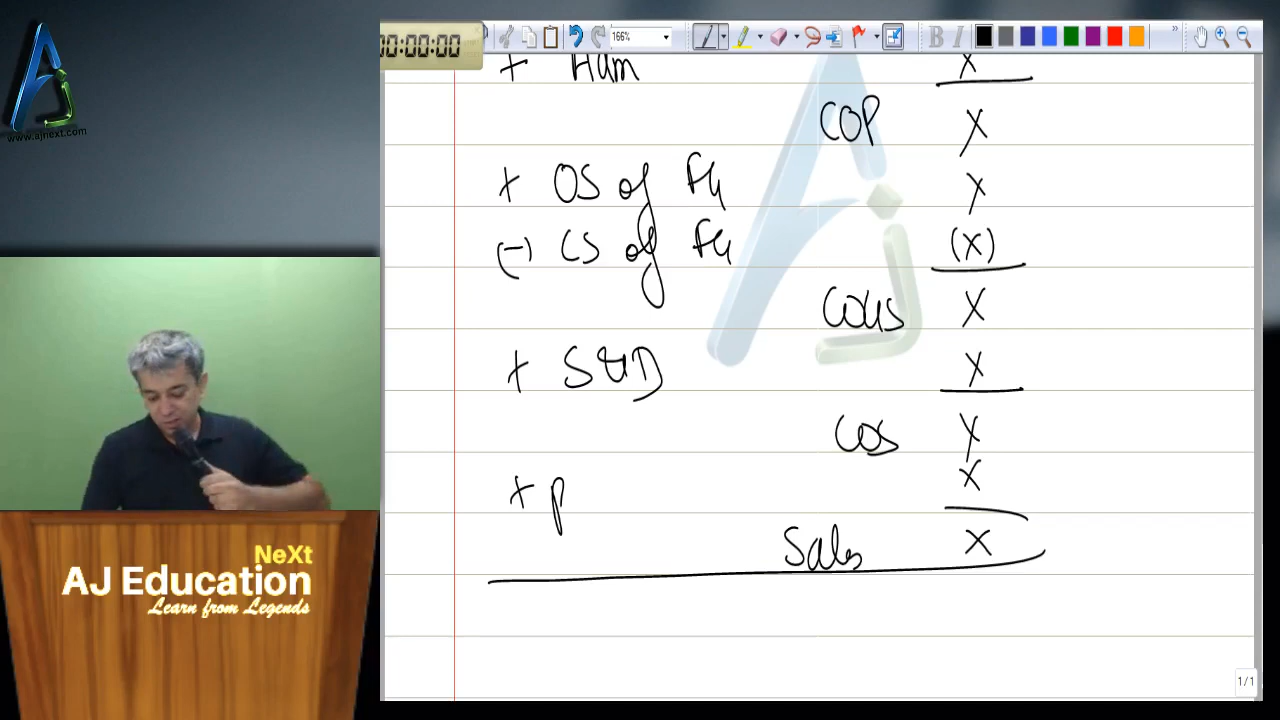 00:00:00
166%
B I
www.ajnext.com
+ X
COP X
+ OS of FG X
(-) CS of FG (X)
COGS X
+ S&D X
COS X
+ P X
Sales X
NeXt
AJ Education
Learn from Legends
1/1